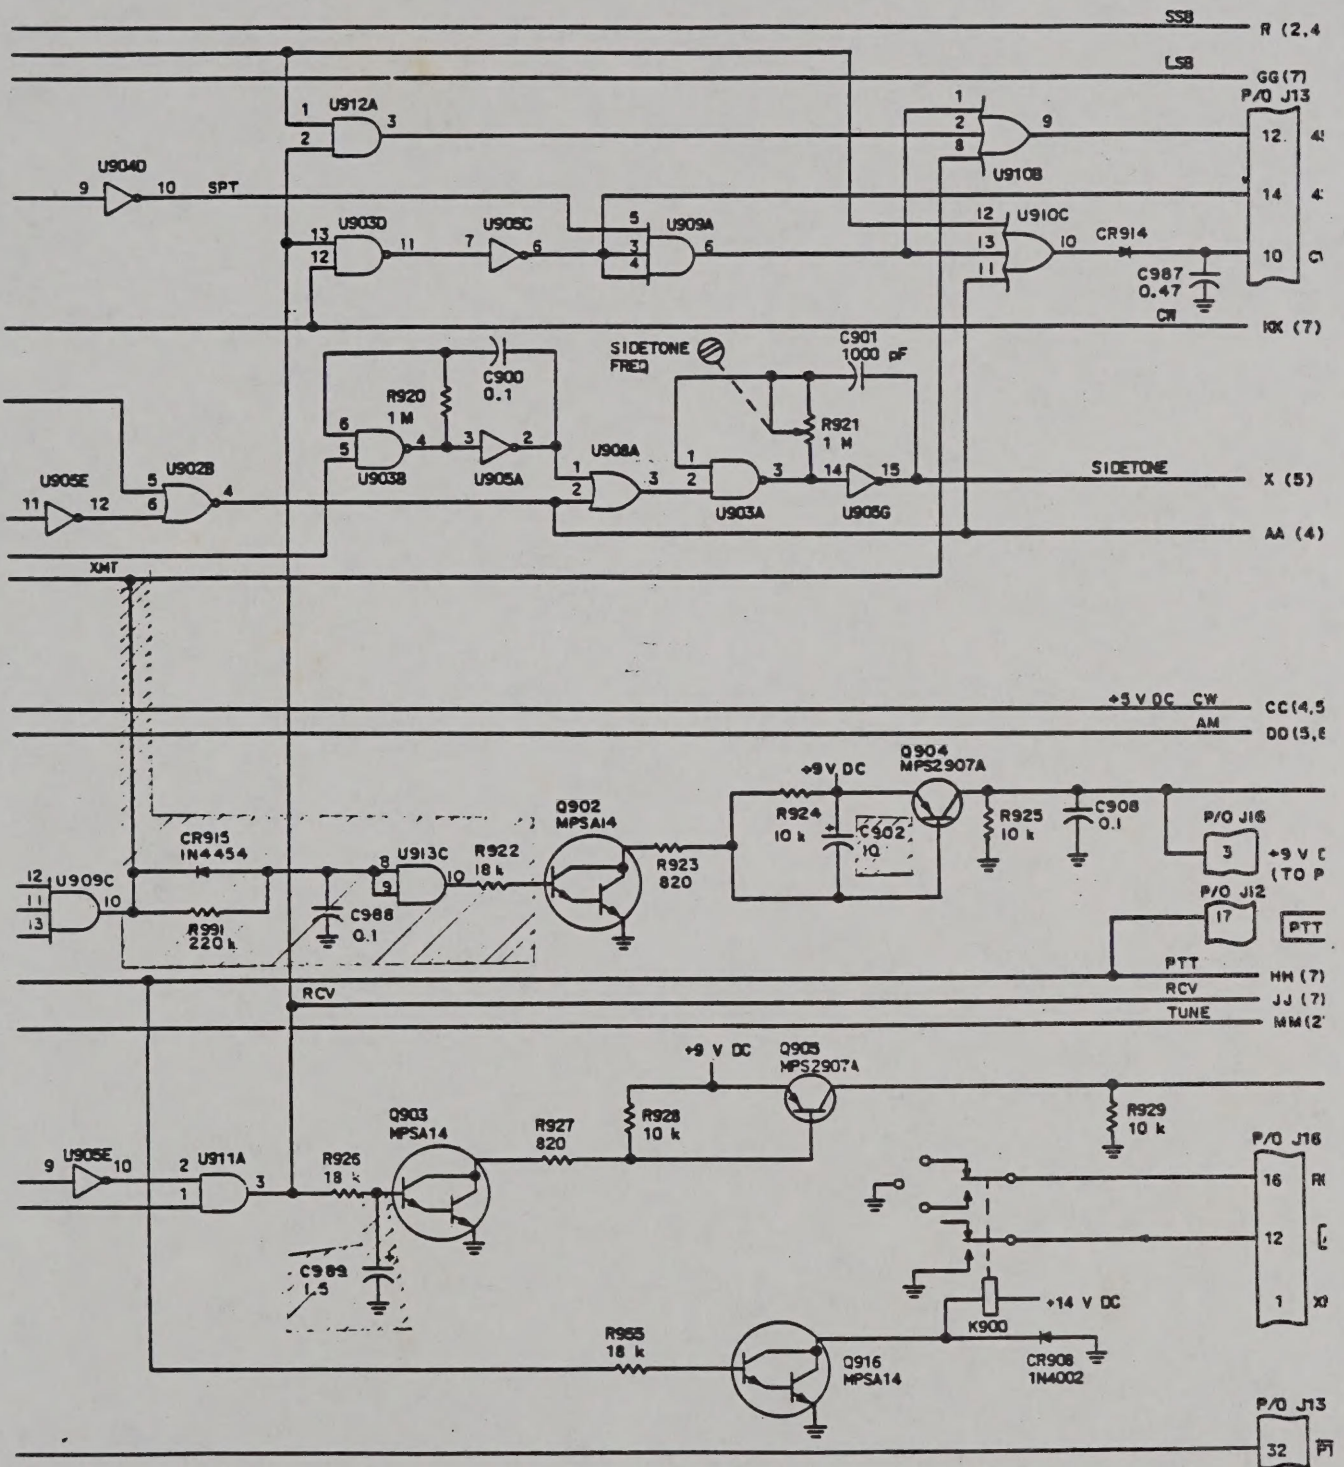 SSB
R (2,4
LSB
GG(7)
P/O J13
U912A
1
2
3
1
2
8
9
U910B
12
14
10
U904D
9
10
SPT
U903D
13
12
11
U905C
7
6
U909A
5
3
4
6
U910C
12
13
11
10
CR914
C987
0.47
CW
KK (7)
SIDETONE
FREQ
C901
1000 pF
C900
0.1
R920
1 M
R921
1 M
6
5
4
U903B
3
2
U905A
U908A
1
2
3
1
2
3
U903A
14
15
U905G
SIDETONE
X (5)
U905E
11
12
U902B
5
6
4
AA (4)
XMT
+5 V DC CW
CC(4,5
AM
DD(5,6
Q904
MPS2907A
+9 V DC
R924
10 k
+
C902
10
R925
10 k
C908
0.1
P/O J16
3
+9 V
(TO P
P/O J12
17
PTT
Q902
MPSA14
CR915
1N4454
U913C
8
9
10
R922
18 k
R923
820
12
11
13
U909C
10
R991
220 k
C988
0.1
PTT
HH (7)
RCV
RCV
JJ (7)
TUNE
MM(2
+9 V DC
Q905
MPS2907A
Q903
MPSA14
R927
820
R928
10 k
R929
10 k
U905E
9
10
U911A
2
1
3
R926
18 k
+
C989
1.5
P/O J16
16
12
1
+14 V DC
K900
R955
18 k
Q916
MPSA14
CR908
1N4002
P/O J13
32